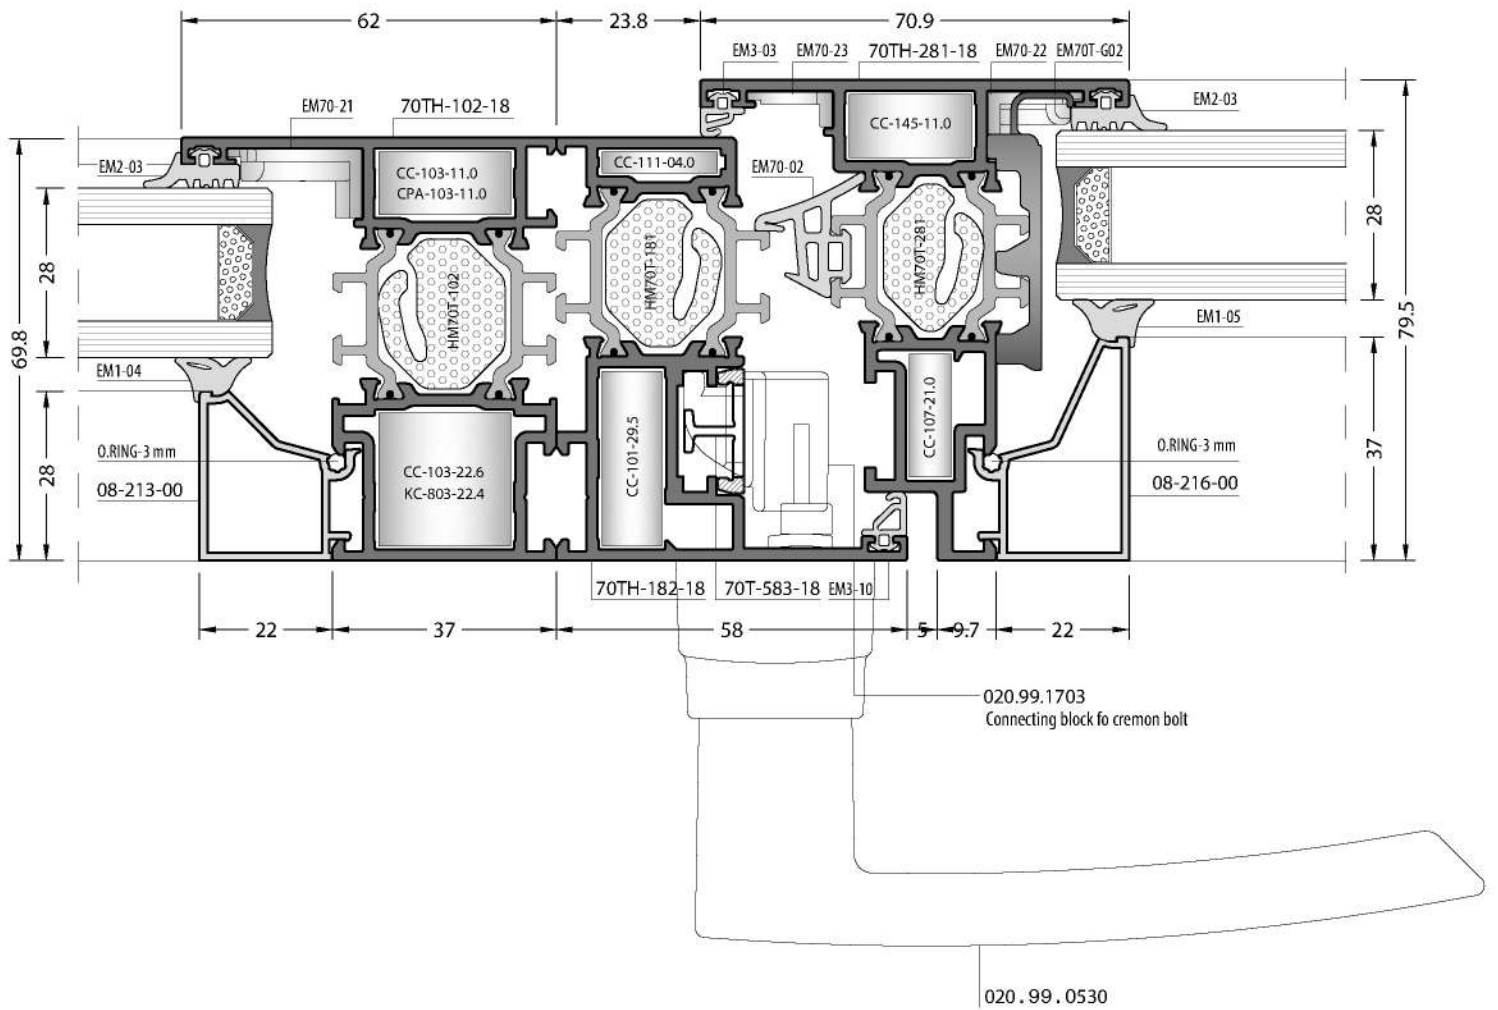 62
23.8
70.9
EM3-03
EM70-23
70TH-281-18
EM70-22
EM70T-G02
EM70-21
70TH-102-18
EM2-03
CC-145-11.0
EM2-03
CC-103-11.0
CPA-103-11.0
CC-111-04.0
EM70-02
28
69.8
28
HM70T-102
HM70T-181
HM70T-281
28
79.5
37
EM1-05
EM1-04
O.RING-3 mm
08-213-00
CC-103-22.6
KC-803-22.4
CC-101-29.5
CC-107-21.0
O.RING-3 mm
08-216-00
70TH-182-18
70T-583-18
EM3-10
22
37
58
5
9.7
22
020.99.1703
Connecting block fo cremon bolt
020.99.0530